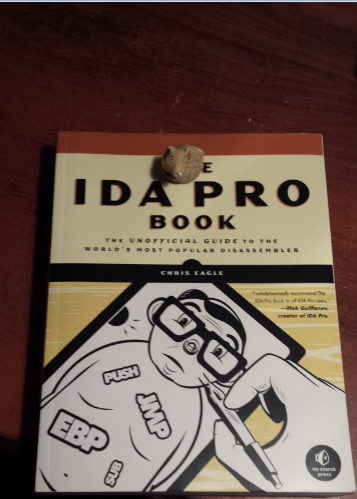 E
IDA PRO
BOOK
THE UNOFFICIAL GUIDE TO THE
WORLD'S MOST POPULAR DISASSEMBLER
CHRIS EAGLE
"I wholeheartedly recommend The
IDA Pro Book to all IDA Pro users."
—Ilfak Guilfanov,
creator of IDA Pro
PUSH
JMP
EBP
SUB
no starch
press